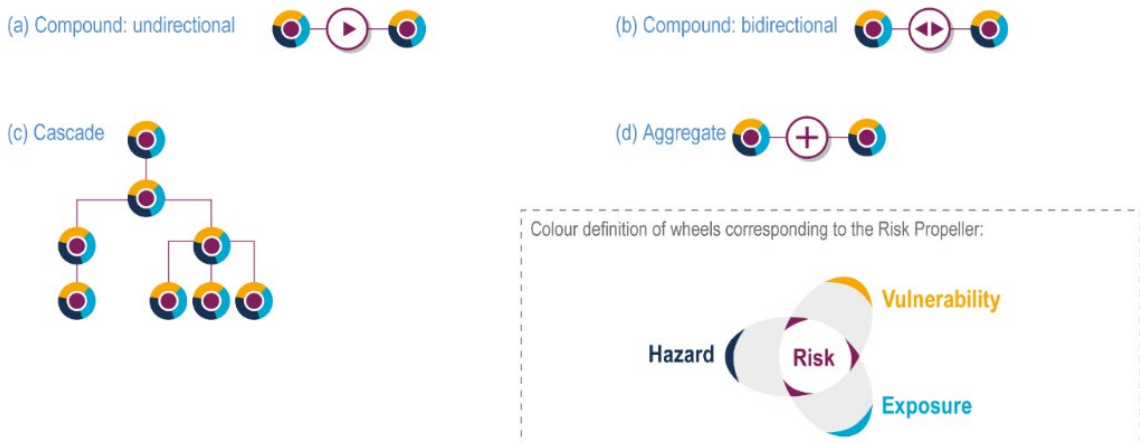 (a) Compound: undirectional
(b) Compound: bidirectional
(c) Cascade
(d) Aggregate
Colour definition of wheels corresponding to the Risk Propeller:
Vulnerability
Hazard
Risk
Exposure